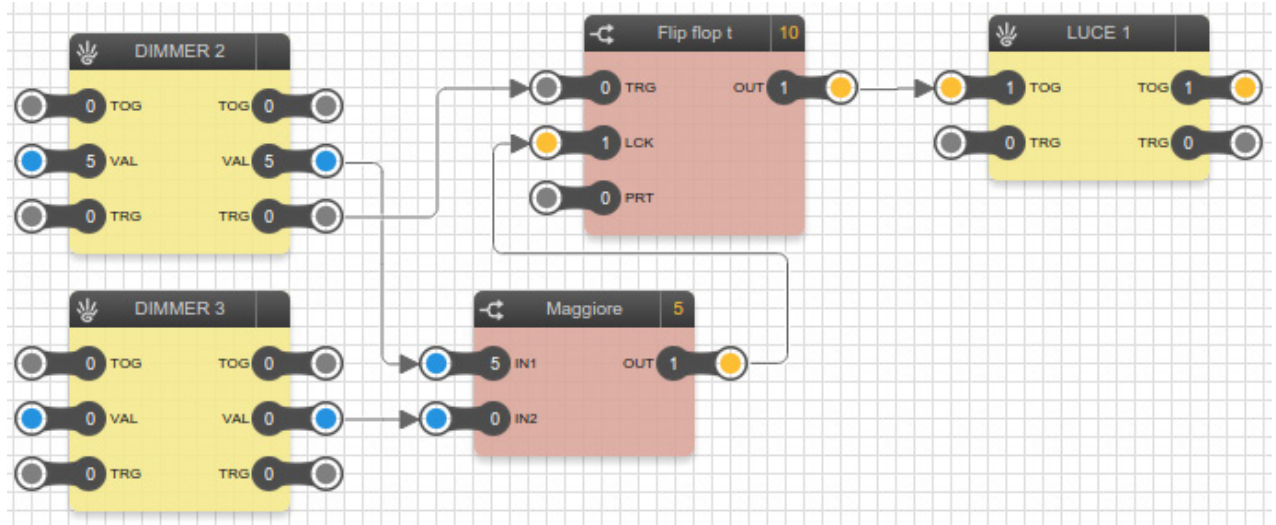 DIMMER 2
0 TOG TOG 0
5 VAL VAL 5
0 TRG TRG 0
Flip flop t 10
0 TRG OUT 1
1 LCK
0 PRT
LUCE 1
1 TOG TOG 1
0 TRG TRG 0
DIMMER 3
0 TOG TOG 0
0 VAL VAL 0
0 TRG TRG 0
Maggiore 5
5 IN1 OUT 1
0 IN2